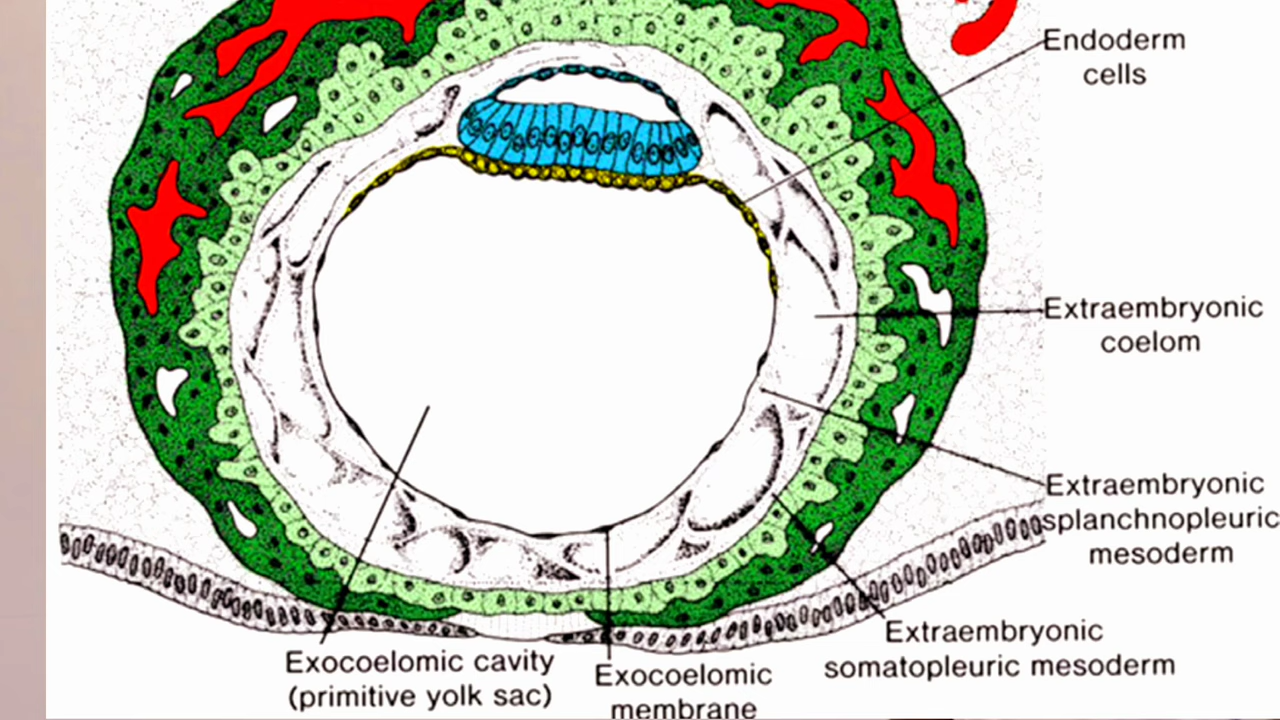 Endoderm
cells
Extraembryonic
coelom
Extraembryonic
splanchnopleuric
mesoderm
Extraembryonic
somatopleuric mesoderm
Exocoelomic cavity
(primitive yolk sac)
Exocoelomic
membrane